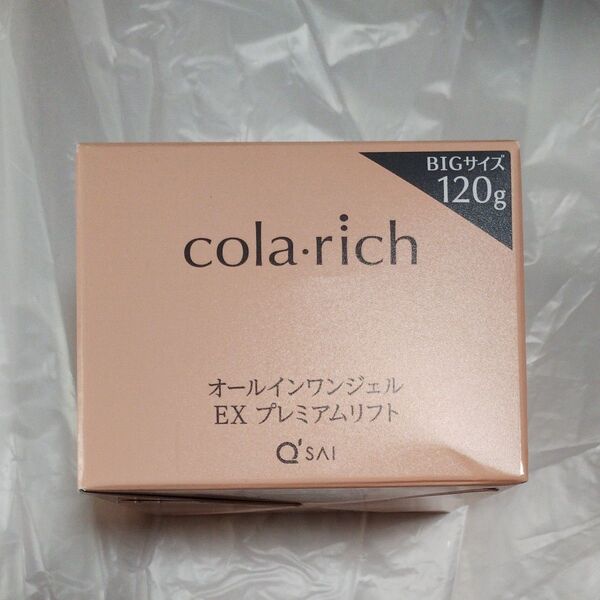 BIGサイズ
120g
cola・rich
オールインワンジェル
EX プレミアムリフト
Q'SAI